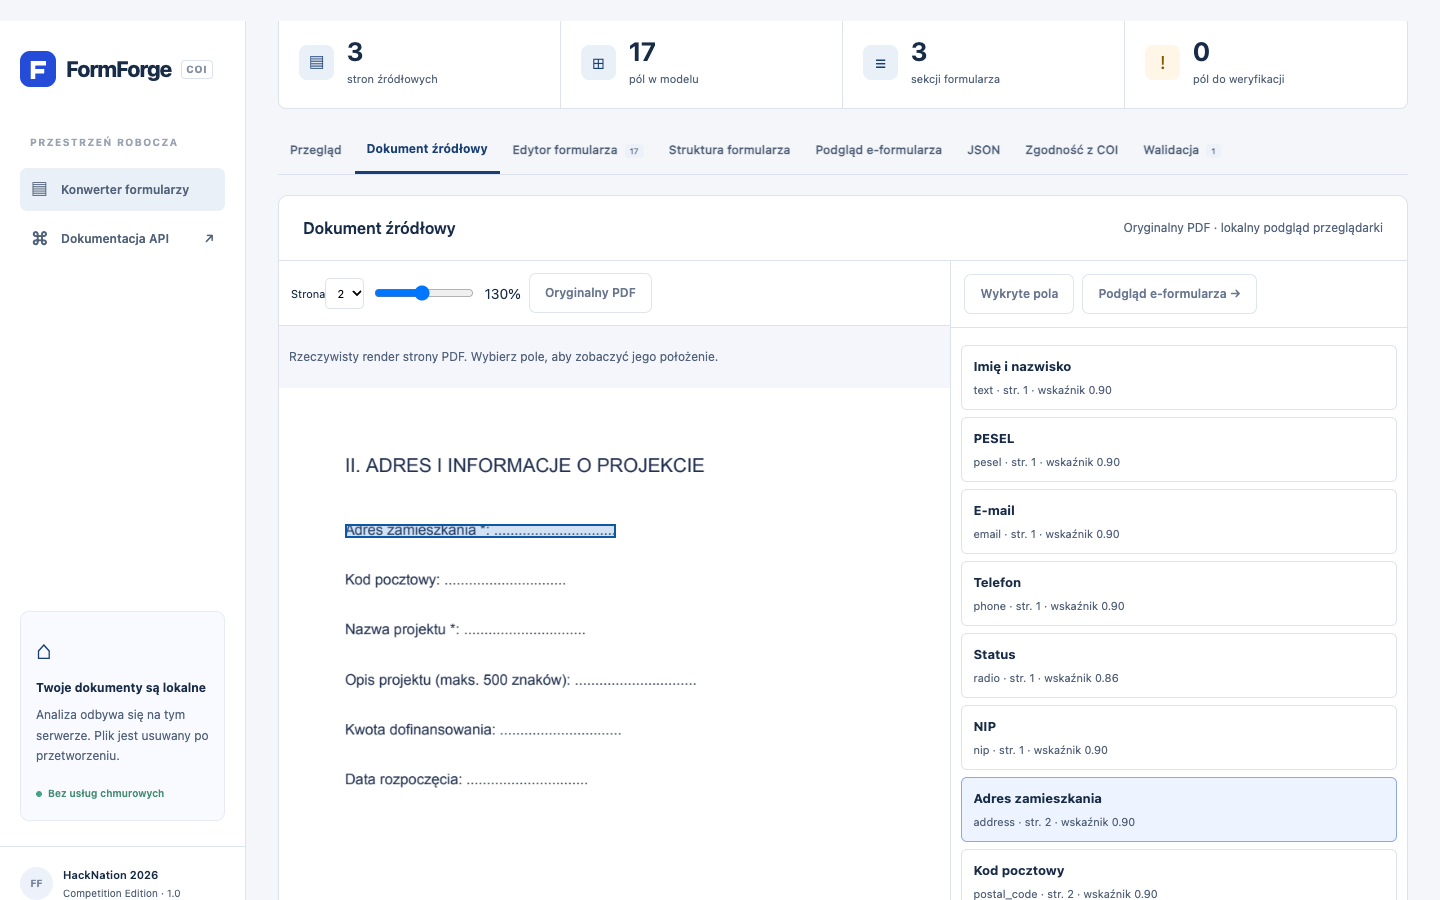 FormForge COI
PRZESTRZEŃ ROBOCZA
Konwerter formularzy
Dokumentacja API
Twoje dokumenty są lokalne
Analiza odbywa się na tym
serwerze. Plik jest usuwany po
przetworzeniu.
Bez usług chmurowych
FF
HackNation 2026
Competition Edition · 1.0
3
stron źródłowych
17
pól w modelu
3
sekcji formularza
!
0
pól do weryfikacji
Przegląd Dokument źródłowy Edytor formularza 17 Struktura formularza Podgląd e-formularza JSON Zgodność z COI Walidacja 1
Dokument źródłowy
Oryginalny PDF · lokalny podgląd przeglądarki
Strona 2 130% Oryginalny PDF
Rzeczywisty render strony PDF. Wybierz pole, aby zobaczyć jego położenie.
II. ADRES I INFORMACJE O PROJEKCIE
Adres zamieszkania *: ..............................
Kod pocztowy: ..............................
Nazwa projektu *: ..............................
Opis projektu (maks. 500 znaków): ..............................
Kwota dofinansowania: ..............................
Data rozpoczęcia: ..............................
Wykryte pola Podgląd e-formularza →
Imię i nazwisko
text · str. 1 · wskaźnik 0.90
PESEL
pesel · str. 1 · wskaźnik 0.90
E-mail
email · str. 1 · wskaźnik 0.90
Telefon
phone · str. 1 · wskaźnik 0.90
Status
radio · str. 1 · wskaźnik 0.86
NIP
nip · str. 1 · wskaźnik 0.90
Adres zamieszkania
address · str. 2 · wskaźnik 0.90
Kod pocztowy
postal_code · str. 2 · wskaźnik 0.90